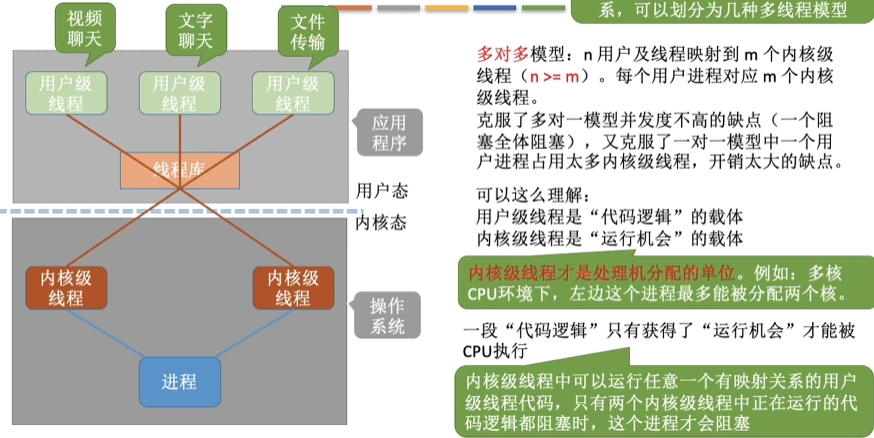 系，可以划分为几种多线程模型
视频
聊天
文字
聊天
文件
传输
用户级
线程
用户级
线程
用户级
线程
应用
程序
线程库
用户态
内核态
内核级
线程
内核级
线程
操作
系统
进程
多对多模型：n 用户及线程映射到 m 个内核级
线程（n >= m）。每个用户进程对应 m 个内核
级线程。
克服了多对一模型并发度不高的缺点（一个阻
塞全体阻塞），又克服了一对一模型中一个用
户进程占用太多内核级线程，开销太大的缺点。
可以这么理解：
用户级线程是“代码逻辑”的载体
内核级线程是“运行机会”的载体
内核级线程才是处理机分配的单位。例如：多核
CPU环境下，左边这个进程最多能被分配两个核。
一段“代码逻辑”只有获得了“运行机会”才能被
CPU执行
内核级线程中可以运行任意一个有映射关系的用户
级线程代码，只有两个内核级线程中正在运行的代
码逻辑都阻塞时，这个进程才会阻塞